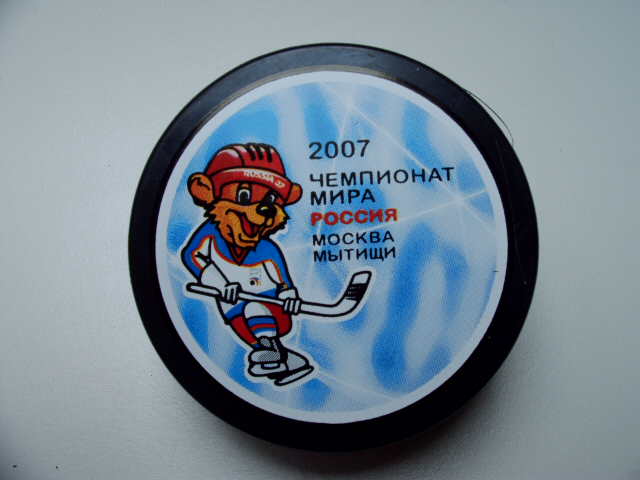 2007
ЧЕМПИОНАТ
МИРА
РОССИЯ
МОСКВА
МЫТИЩИ